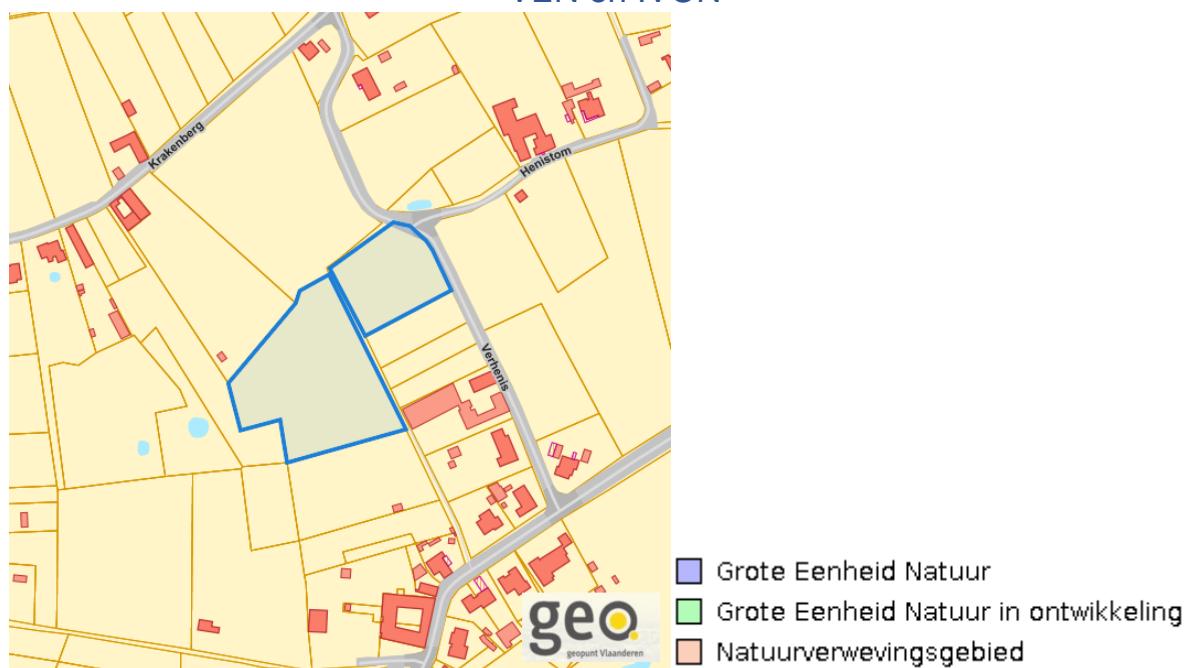 Krakenberg
Henistom
Verhenis
geo.
geopunt Vlaanderen
Grote Eenheid Natuur
Grote Eenheid Natuur in ontwikkeling
Natuurverwevingsgebied